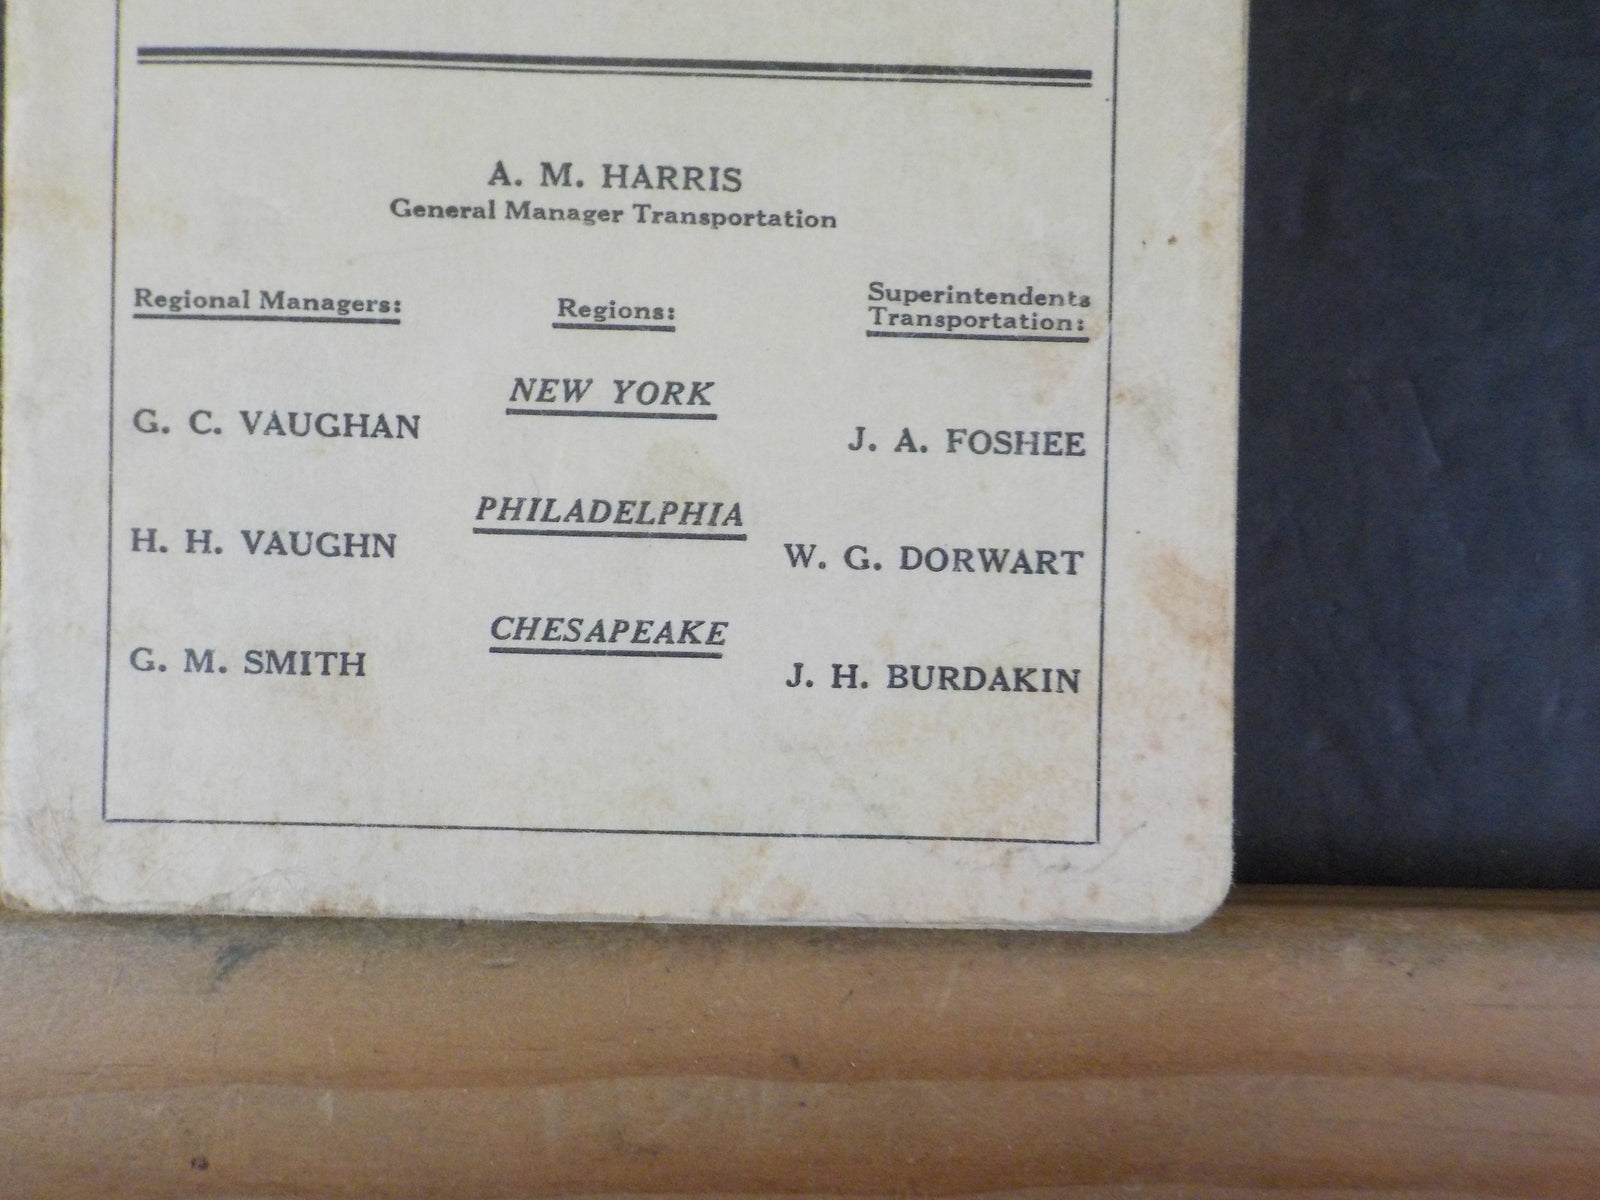 A. M. HARRIS
General Manager Transportation
Regional Managers:
Regions:
Superintendents
Transportation:
NEW YORK
G. C. VAUGHAN
J. A. FOSHEE
PHILADELPHIA
H. H. VAUGHN
W. G. DORWART
CHESAPEAKE
G. M. SMITH
J. H. BURDAKIN